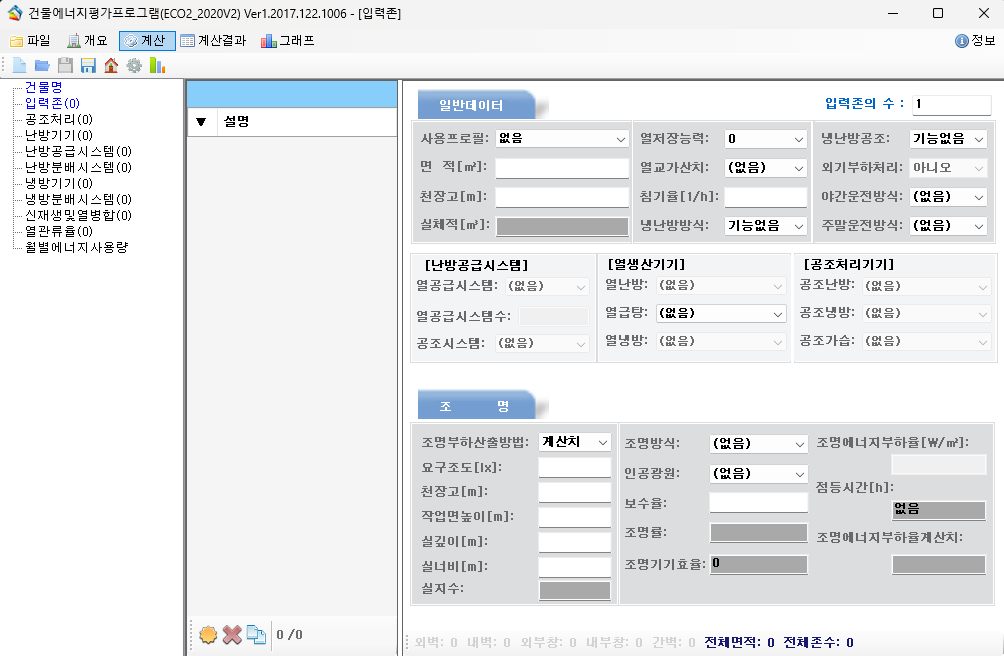 건물에너지평가프로그램(ECO2_2020V2) Ver1.2017.122.1006 - [입력존]
파일 개요 계산 계산결과 그래프 정보
건물명
입력존(0)
공조처리(0)
난방기기(0)
난방공급시스템(0)
난방분배시스템(0)
냉방기기(0)
냉방분배시스템(0)
신재생및열병합(0)
열관류율(0)
월별에너지사용량
▼ 설명
0 /0
일반데이터
입력존의 수 : 1
사용프로필: 없음
면 적[㎡]:
천장고[m]:
실체적[㎥]:
열저장능력: 0
열교가산치: (없음)
침기율[1/h]:
냉난방방식: 기능없음
냉난방공조: 기능없음
외기부하처리: 아니오
야간운전방식: (없음)
주말운전방식: (없음)
[난방공급시스템]
열공급시스템: (없음)
열공급시스템수:
공조시스템: (없음)
[열생산기기]
열난방: (없음)
열급탕: (없음)
열냉방: (없음)
[공조처리기기]
공조난방: (없음)
공조냉방: (없음)
공조가습: (없음)
조 명
조명부하산출방법: 계산치
요구조도[lx]:
천장고[m]:
작업면높이[m]:
실깊이[m]:
실너비[m]:
실지수:
조명방식: (없음)
인공광원: (없음)
보수율:
조명률:
조명기기효율: 0
조명에너지부하율[W/㎡]:
점등시간[h]:
없음
조명에너지부하율계산치:
외벽: 0 내벽: 0 외부창: 0 내부창: 0 간벽: 0 전체면적: 0 전체존수: 0